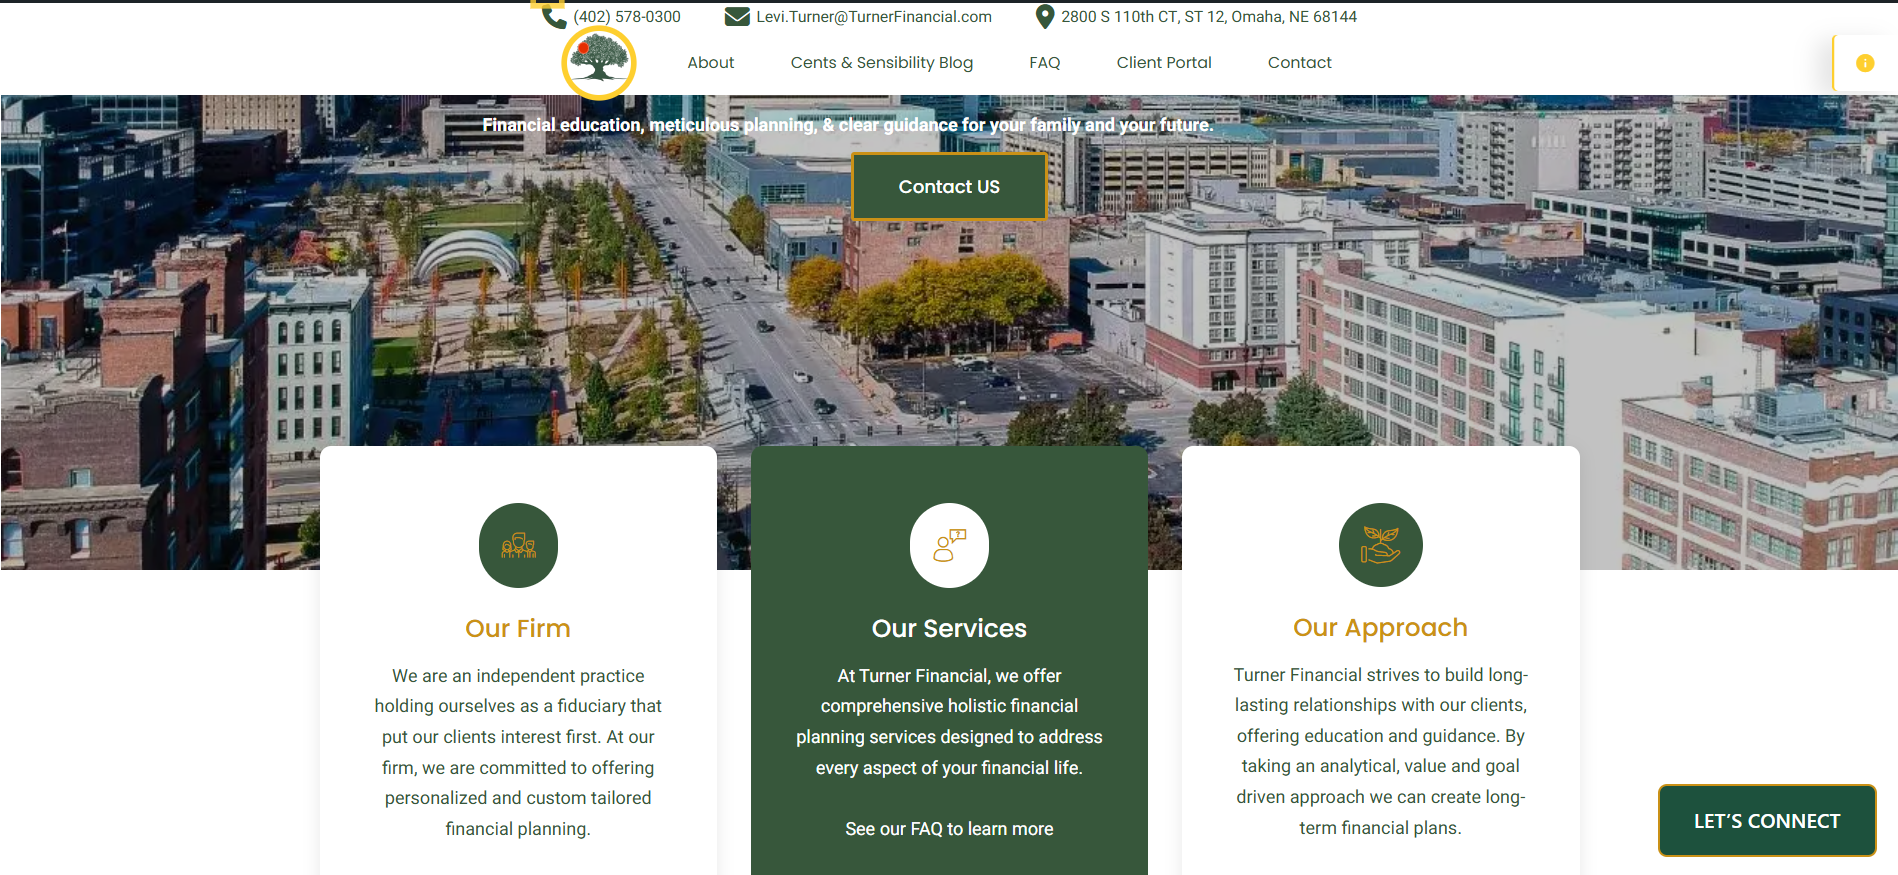 (402) 578-0300 Levi.Turner@TurnerFinancial.com 2800 S 110th CT, ST 12, Omaha, NE 68144
About Cents & Sensibility Blog FAQ Client Portal Contact
Financial education, meticulous planning, & clear guidance for your family and your future.
Contact US
Our Firm
We are an independent practice
holding ourselves as a fiduciary that
put our clients interest first. At our
firm, we are committed to offering
personalized and custom tailored
financial planning.
Our Services
At Turner Financial, we offer
comprehensive holistic financial
planning services designed to address
every aspect of your financial life.
See our FAQ to learn more
Our Approach
Turner Financial strives to build long-
lasting relationships with our clients,
offering education and guidance. By
taking an analytical, value and goal
driven approach we can create long-
term financial plans.
LET'S CONNECT